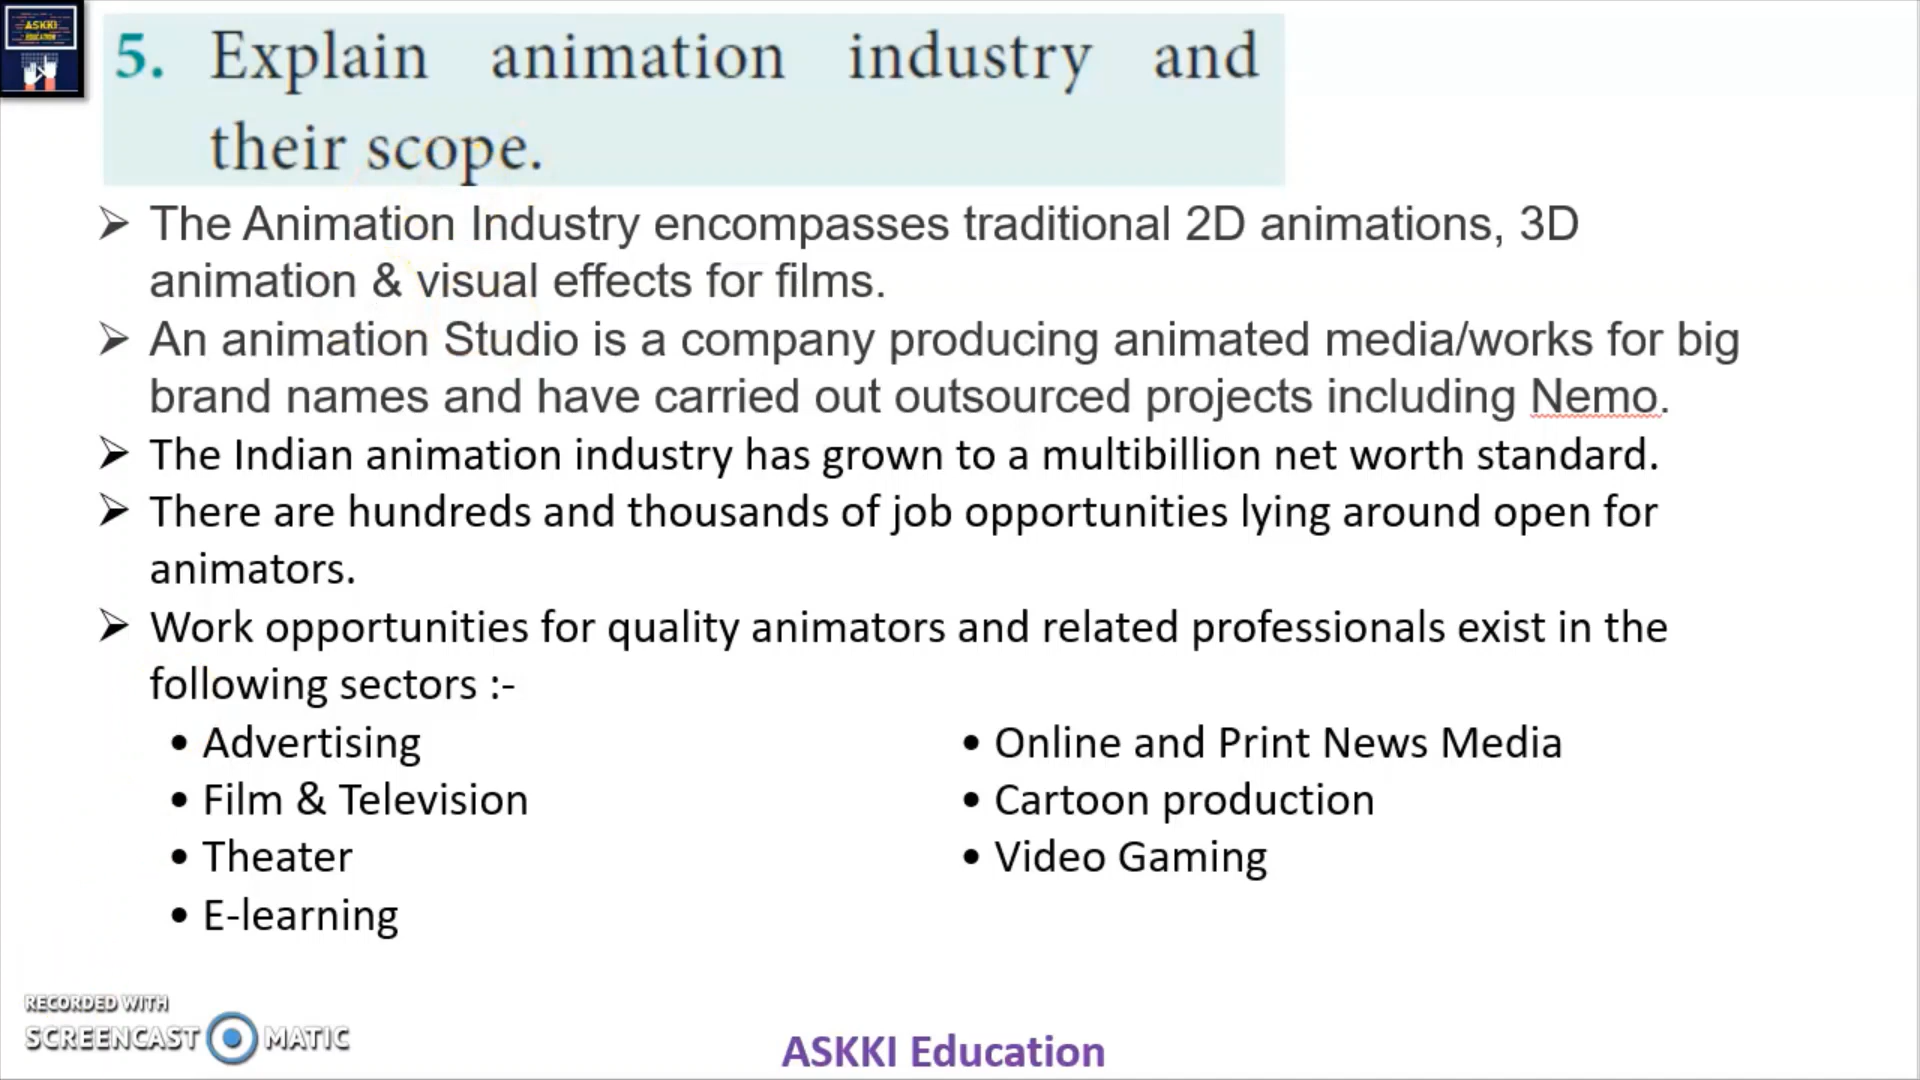 ASKKI
EDUCATION
5. Explain animation industry and
their scope.
➢ The Animation Industry encompasses traditional 2D animations, 3D
animation & visual effects for films.
➢ An animation Studio is a company producing animated media/works for big
brand names and have carried out outsourced projects including Nemo.
➢ The Indian animation industry has grown to a multibillion net worth standard.
➢ There are hundreds and thousands of job opportunities lying around open for
animators.
➢ Work opportunities for quality animators and related professionals exist in the
following sectors :-
• Advertising
• Film & Television
• Theater
• E-learning
• Online and Print News Media
• Cartoon production
• Video Gaming
RECORDED WITH
SCREENCAST MATIC
ASKKI Education